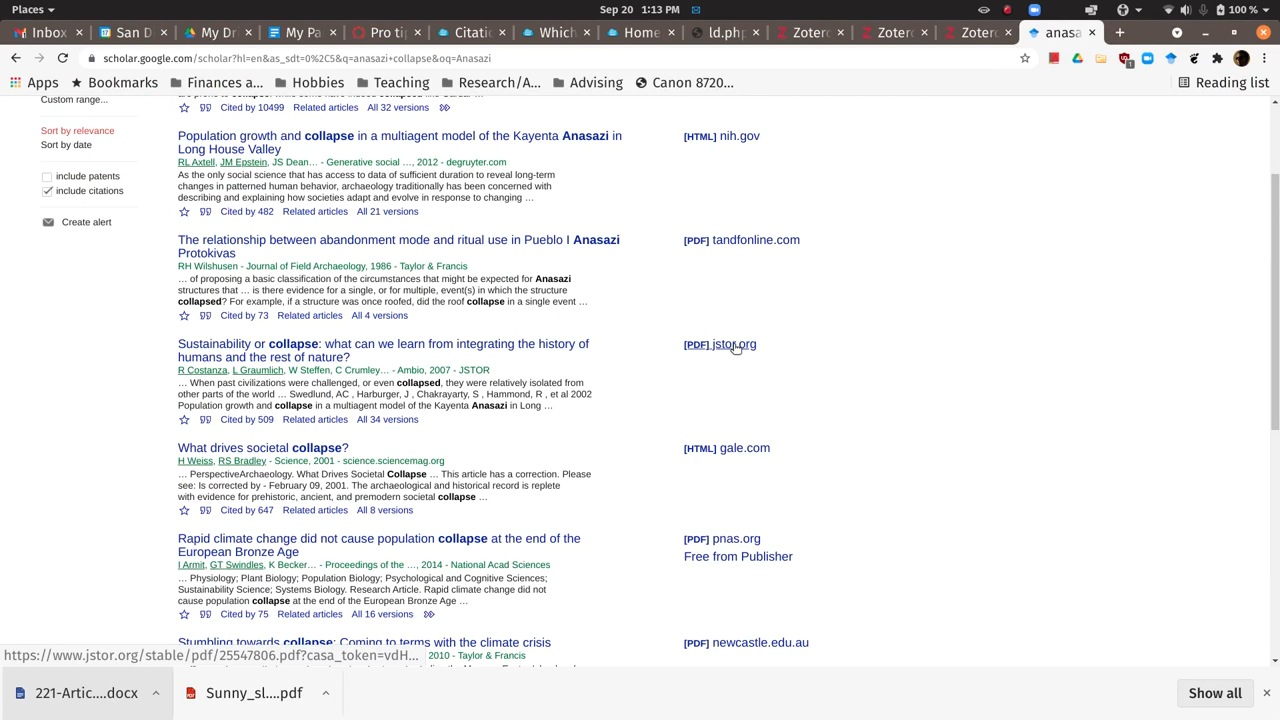 Places
Sep 20 1:13 PM
100 %
Inbox
San D
My Dr
My Pa
Pro tip
Citatio
Which
Home
ld.php
Zotero
Zotero
Zotero
anasa
scholar.google.com/scholar?hl=en&as_sdt=0%2C5&q=anasazi+collapse&oq=Anasazi
Apps
Bookmarks
Finances a...
Hobbies
Teaching
Research/A...
Advising
Canon 8720...
Reading list
Custom range...
Sort by relevance
Sort by date
include patents
include citations
Create alert
Cited by 10499 Related articles All 32 versions
Population growth and collapse in a multiagent model of the Kayenta Anasazi in
Long House Valley
RL Axtell, JM Epstein, JS Dean… - Generative social …, 2012 - degruyter.com
As the only social science that has access to data of sufficient duration to reveal long-term
changes in patterned human behavior, archaeology traditionally has been concerned with
describing and explaining how societies adapt and evolve in response to changing …
Cited by 482 Related articles All 21 versions
[HTML] nih.gov
The relationship between abandonment mode and ritual use in Pueblo I Anasazi
Protokivas
RH Wilshusen - Journal of Field Archaeology, 1986 - Taylor & Francis
… of proposing a basic classification of the circumstances that might be expected for Anasazi
structures that … is there evidence for a single, or for multiple, event(s) in which the structure
collapsed? For example, if a structure was once roofed, did the roof collapse in a single event …
Cited by 73 Related articles All 4 versions
[PDF] tandfonline.com
Sustainability or collapse: what can we learn from integrating the history of
humans and the rest of nature?
R Costanza, L Graumlich, W Steffen, C Crumley… - Ambio, 2007 - JSTOR
… When past civilizations were challenged, or even collapsed, they were relatively isolated from
other parts of the world … Swedlund, AC , Harburger, J , Chakrayarty, S , Hammond, R , et al 2002
Population growth and collapse in a multiagent model of the Kayenta Anasazi in Long …
Cited by 509 Related articles All 34 versions
[PDF] jstor.org
What drives societal collapse?
H Weiss, RS Bradley - Science, 2001 - science.sciencemag.org
… PerspectiveArchaeology. What Drives Societal Collapse … This article has a correction. Please
see: Is corrected by - February 09, 2001. The archaeological and historical record is replete
with evidence for prehistoric, ancient, and premodern societal collapse …
Cited by 647 Related articles All 8 versions
[HTML] gale.com
Rapid climate change did not cause population collapse at the end of the
European Bronze Age
I Armit, GT Swindles, K Becker… - Proceedings of the …, 2014 - National Acad Sciences
… Physiology; Plant Biology; Population Biology; Psychological and Cognitive Sciences;
Sustainability Science; Systems Biology. Research Article. Rapid climate change did not
cause population collapse at the end of the European Bronze Age …
Cited by 75 Related articles All 16 versions
[PDF] pnas.org
Free from Publisher
Stumbling towards collapse: Coming to terms with the climate crisis
2010 - Taylor & Francis
[PDF] newcastle.edu.au
https://www.jstor.org/stable/pdf/25547806.pdf?casa_token=vdH...
221-Artic....docx
Sunny_sl....pdf
Show all